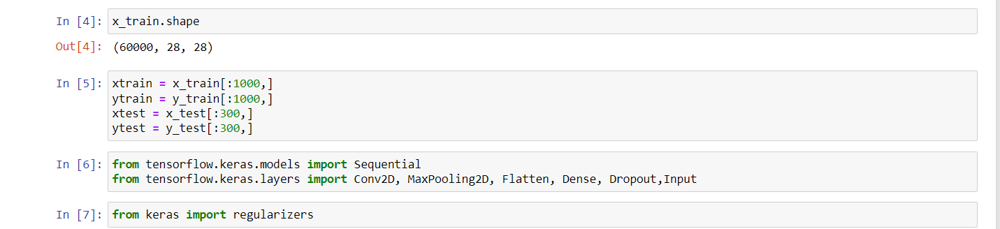 In [4]: x_train.shape
Out[4]: (60000, 28, 28)
In [5]: xtrain = x_train[:1000,]
ytrain = y_train[:1000,]
xtest = x_test[:300,]
ytest = y_test[:300,]
In [6]: from tensorflow.keras.models import Sequential
from tensorflow.keras.layers import Conv2D, MaxPooling2D, Flatten, Dense, Dropout,Input
In [7]: from keras import regularizers